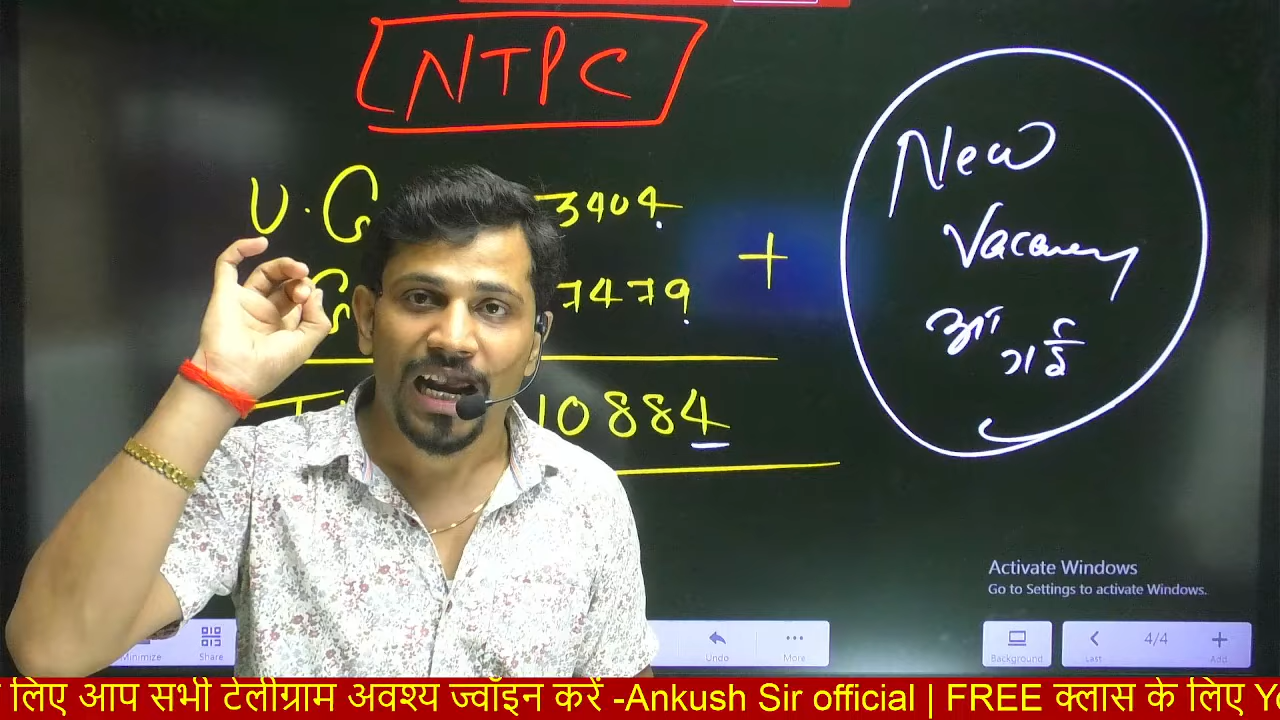 NTPC
U.G 3404
G 7479
+
10884
New
Vacancy
आ
गई
Activate Windows
Go to Settings to activate Windows.
Minimize Share Undo More Background Last 4/4 Add
लिए आप सभी टेलीग्राम अवश्य ज्वॉइन करें -Ankush Sir official | FREE क्लास के लिए